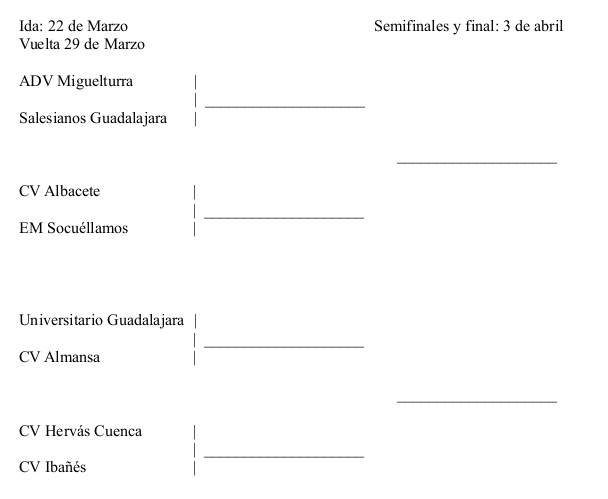 Ida: 22 de Marzo
Semifinales y final: 3 de abril
Vuelta 29 de Marzo
ADV Miguelturra
Salesianos Guadalajara
CV Albacete
EM Socuéllamos
Universitario Guadalajara
CV Almansa
CV Hervás Cuenca
CV Ibañés